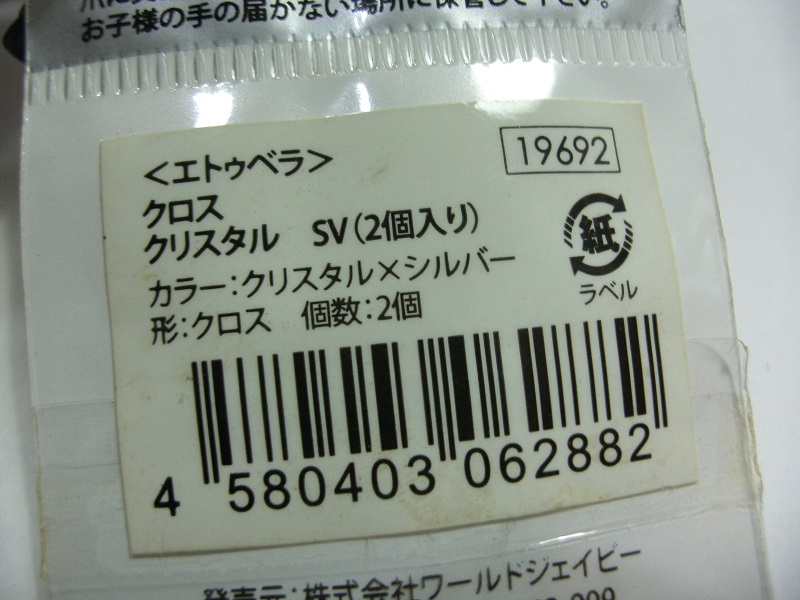 お子様の手の届かない場所に保管して下さい。
<エトゥベラ>
19692
クロス
クリスタル SV(2個入り)
カラー:クリスタル×シルバー
形:クロス 個数:2個
紙
ラベル
4 580403 062882
発売元:株式会社ワールドジェイビー